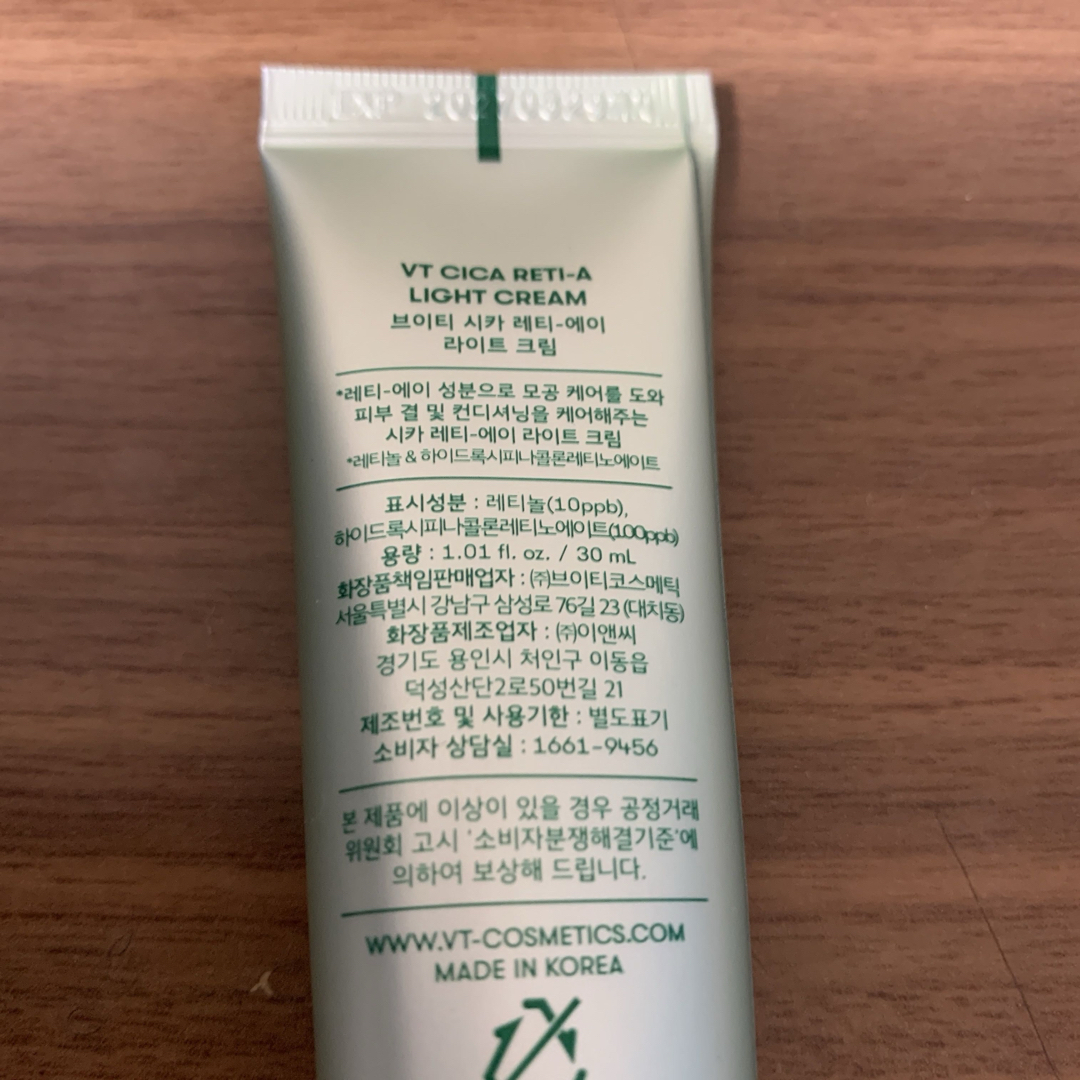 VT CICA RETI-A
LIGHT CREAM
브이티 시카 레티-에이
라이트 크림
*레티-에이 성분으로 모공 케어를 도와
피부 결 및 컨디셔닝을 케어해주는
시카 레티-에이 라이트 크림
*레티놀 & 하이드록시피나콜론레티노에이트
표시성분 : 레티놀(10ppb),
하이드록시피나콜론레티노에이트(100ppb)
용량 : 1.01 fl. oz. / 30 mL
화장품책임판매업자 : ㈜브이티코스메틱
서울특별시 강남구 삼성로 76길 23 (대치동)
화장품제조업자 : ㈜이앤씨
경기도 용인시 처인구 이동읍
덕성산단2로50번길 21
제조번호 및 사용기한 : 별도표기
소비자 상담실 : 1661-9456
본 제품에 이상이 있을 경우 공정거래
위원회 고시 '소비자분쟁해결기준'에
의하여 보상해 드립니다.
WWW.VT-COSMETICS.COM
MADE IN KOREA